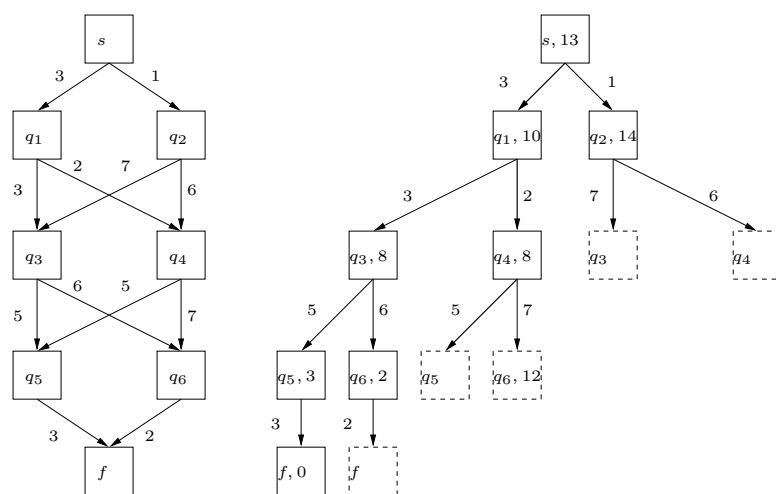 s
3 1
q₁ q₂
3 2 7 6
q₃ q₄
5 6 5 7
q₅ q₆
3 2
f
s, 13
3 1
q₁, 10 q₂, 14
3 2 7 6
q₃, 8 q₄, 8 q₃ q₄
5 6 5 7
q₅, 3 q₆, 2 q₅ q₆, 12
3 2
f, 0 f